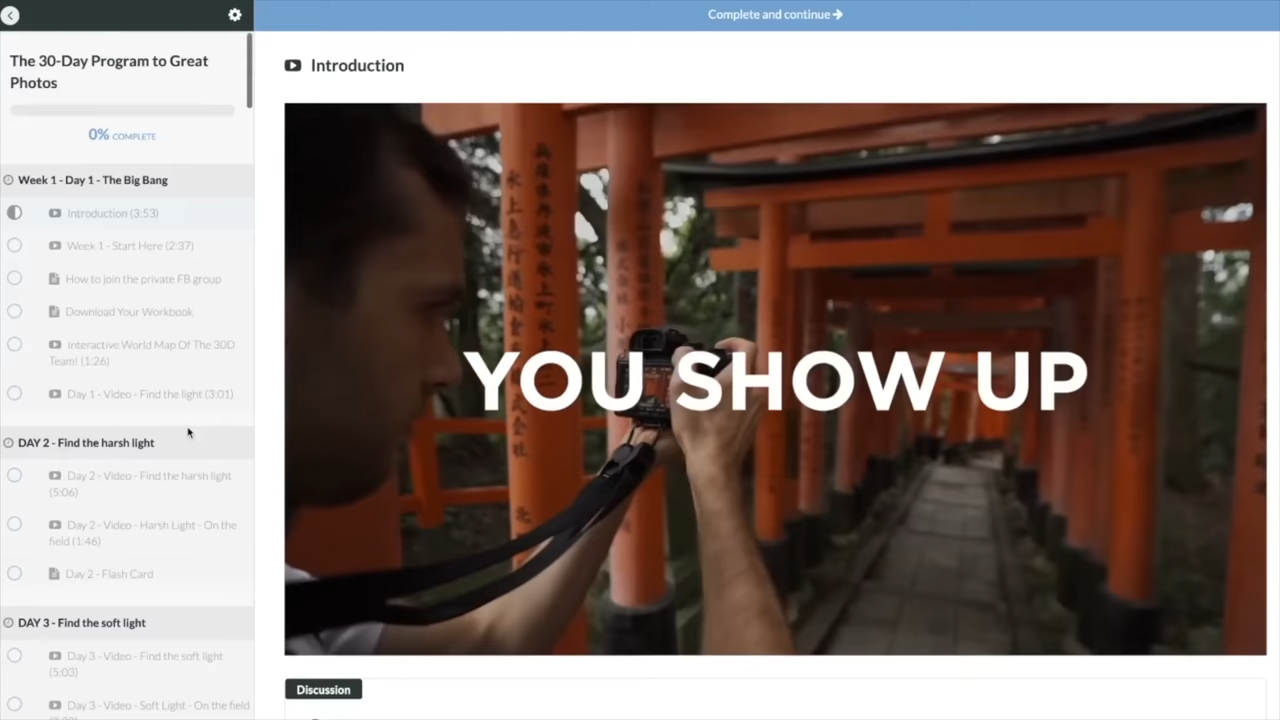 Complete and continue
The 30-Day Program to Great
Photos
0% COMPLETE
Week 1 - Day 1 - The Big Bang
Introduction (3:53)
Week 1 - Start Here (2:37)
How to join the private FB group
Download Your Workbook
Interactive World Map Of The 30D
Team! (1:26)
Day 1 - Video - Find the light (3:01)
DAY 2 - Find the harsh light
Day 2 - Video - Find the harsh light
(5:06)
Day 2 - Video - Harsh Light - On the
field (1:46)
Day 2 - Flash Card
DAY 3 - Find the soft light
Day 3 - Video - Find the soft light
(5:03)
Day 3 - Video - Soft Light - On the field
Introduction
YOU SHOW UP
Discussion